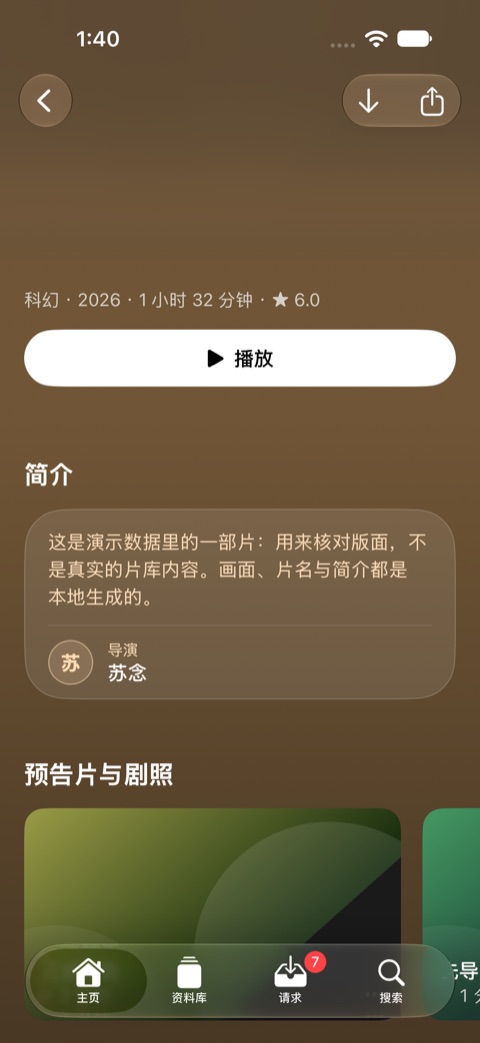 1:40
科幻 · 2026 · 1 小时 32 分钟 · ★ 6.0
播放
简介
这是演示数据里的一部片：用来核对版面，不
是真实的片库内容。画面、片名与简介都是
本地生成的。
苏
导演
苏念
预告片与剧照
导
1
7
主页
资料库
请求
搜索